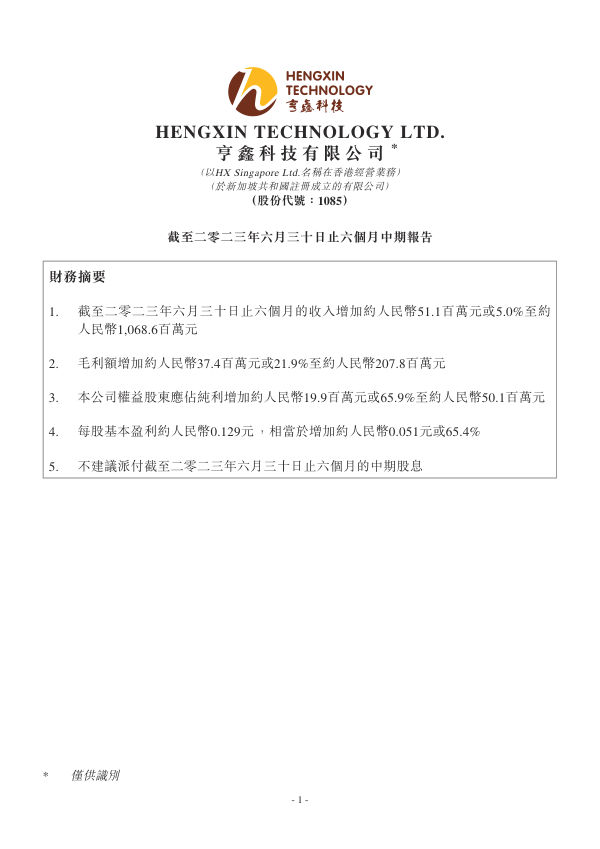 HENGXIN
TECHNOLOGY
亨鑫科技
HENGXIN TECHNOLOGY LTD.
亨鑫科技有限公司*
（以HX Singapore Ltd.名稱在香港經營業務）
（於新加坡共和國註冊成立的有限公司）
（股份代號：1085）
截至二零二三年六月三十日止六個月中期報告
財務摘要
1. 截至二零二三年六月三十日止六個月的收入增加約人民幣51.1百萬元或5.0%至約
人民幣1,068.6百萬元
2. 毛利額增加約人民幣37.4百萬元或21.9%至約人民幣207.8百萬元
3. 本公司權益股東應佔純利增加約人民幣19.9百萬元或65.9%至約人民幣50.1百萬元
4. 每股基本盈利約人民幣0.129元，相當於增加約人民幣0.051元或65.4%
5. 不建議派付截至二零二三年六月三十日止六個月的中期股息
* 僅供識別
- 1 -